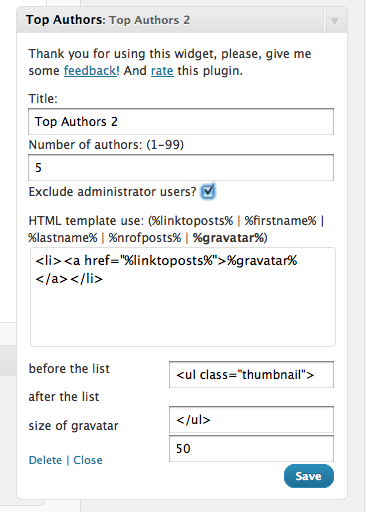 Top Authors: Top Authors 2
Thank you for using this widget, please, give me
some feedback! And rate this plugin.
Title:
Top Authors 2
Number of authors: (1-99)
5
Exclude administrator users?
HTML template use: (%linktoposts% | %firstname% |
%lastname% | %nrofposts% | %gravatar%)
<li><a href="%linktoposts%">%gravatar%
</a></li>
before the list
<ul class="thumbnail">
after the list
</ul>
size of gravatar
50
Delete | Close
Save